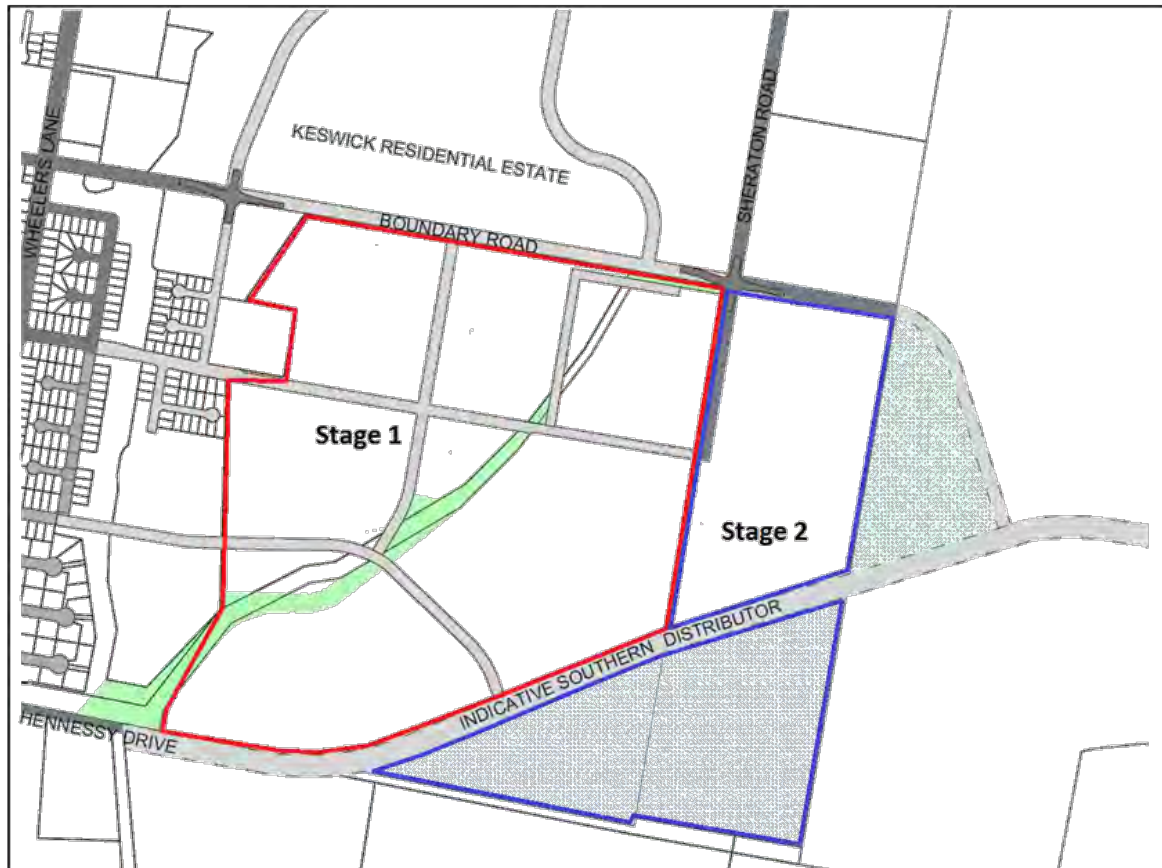 WHEELERS LANE
KESWICK RESIDENTIAL ESTATE
SHERATON ROAD
BOUNDARY ROAD
Stage 1
Stage 2
INDICATIVE SOUTHERN DISTRIBUTOR
HENNESSY DRIVE